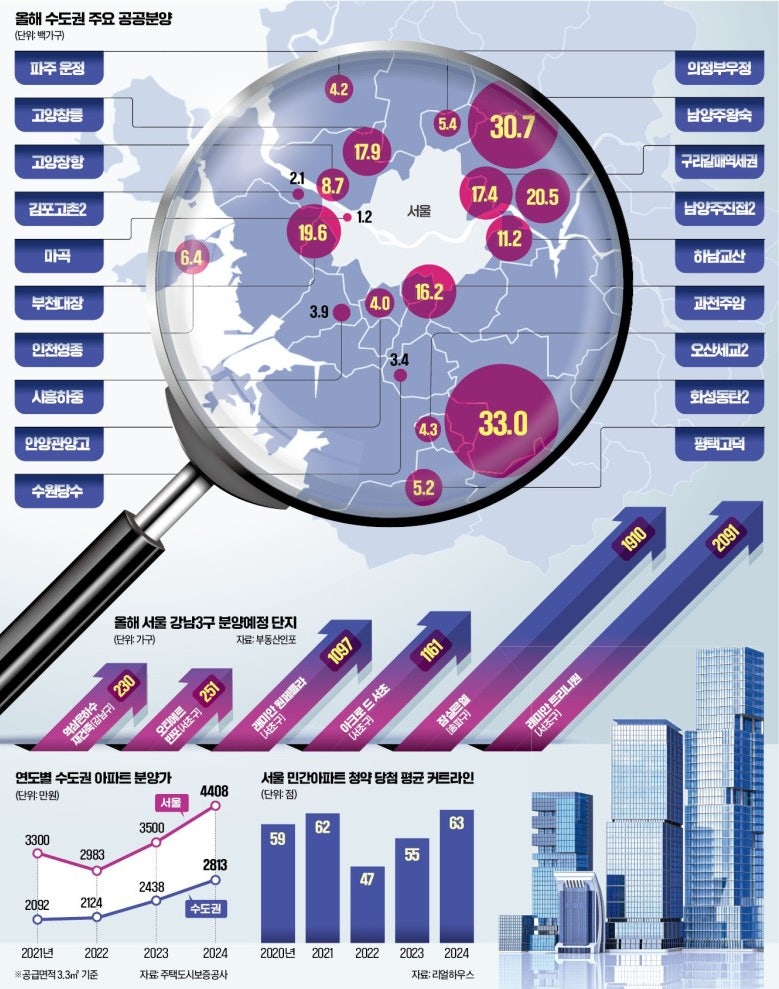 올해 수도권 주요 공공분양
(단위: 백가구)
파주 운정
고양창릉
고양장항
김포고촌2
마곡
부천대장
인천영종
시흥하중
안양관양고
수원당수
의정부우정
남양주왕숙
구리갈매역세권
남양주진접2
하남교산
과천주암
오산세교2
화성동탄2
평택고덕
4.2
5.4
30.7
17.9
2.1
8.7
17.4
20.5
1.2
서울
19.6
11.2
6.4
16.2
3.9
4.0
3.4
4.3
33.0
5.2
올해 서울 강남3구 분양예정 단지
(단위: 가구)
자료: 부동산인포
역삼은하수
재건축(강남구)
230
오티에르
반포(서초구)
251
래미안 원페를라
(서초구)
1097
아크로 드 서초
(서초구)
1161
잠실르엘
(송파구)
1910
래미안 트리니원
(서초구)
2091
연도별 수도권 아파트 분양가
(단위: 만원)
서울
4408
3300
2983
3500
2813
2092
2124
2438
수도권
2021년
2022
2023
2024
※공급면적 3.3㎡ 기준
자료: 주택도시보증공사
서울 민간아파트 청약 당첨 평균 커트라인
(단위: 점)
59
62
47
55
63
2020년
2021
2022
2023
2024
자료: 리얼하우스